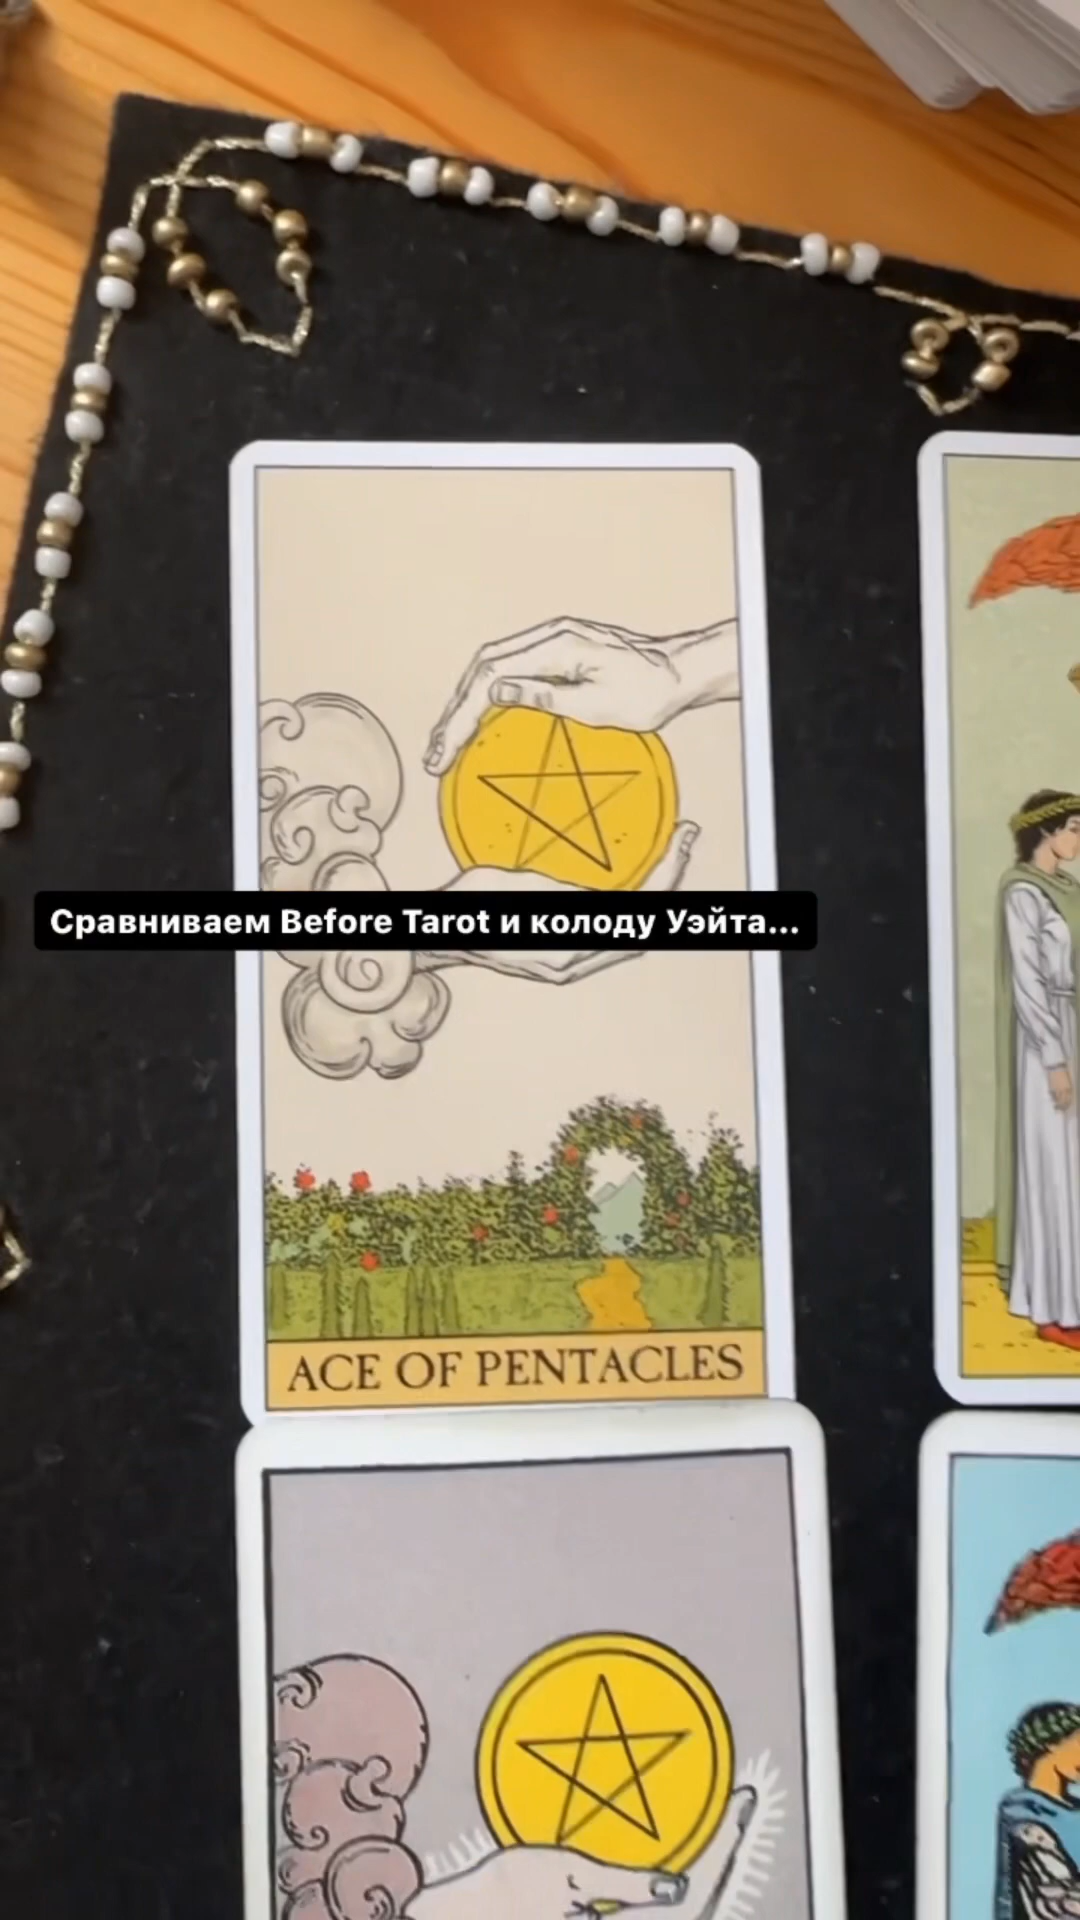 Сравниваем Before Tarot и колоду Уэйта...
ACE OF PENTACLES